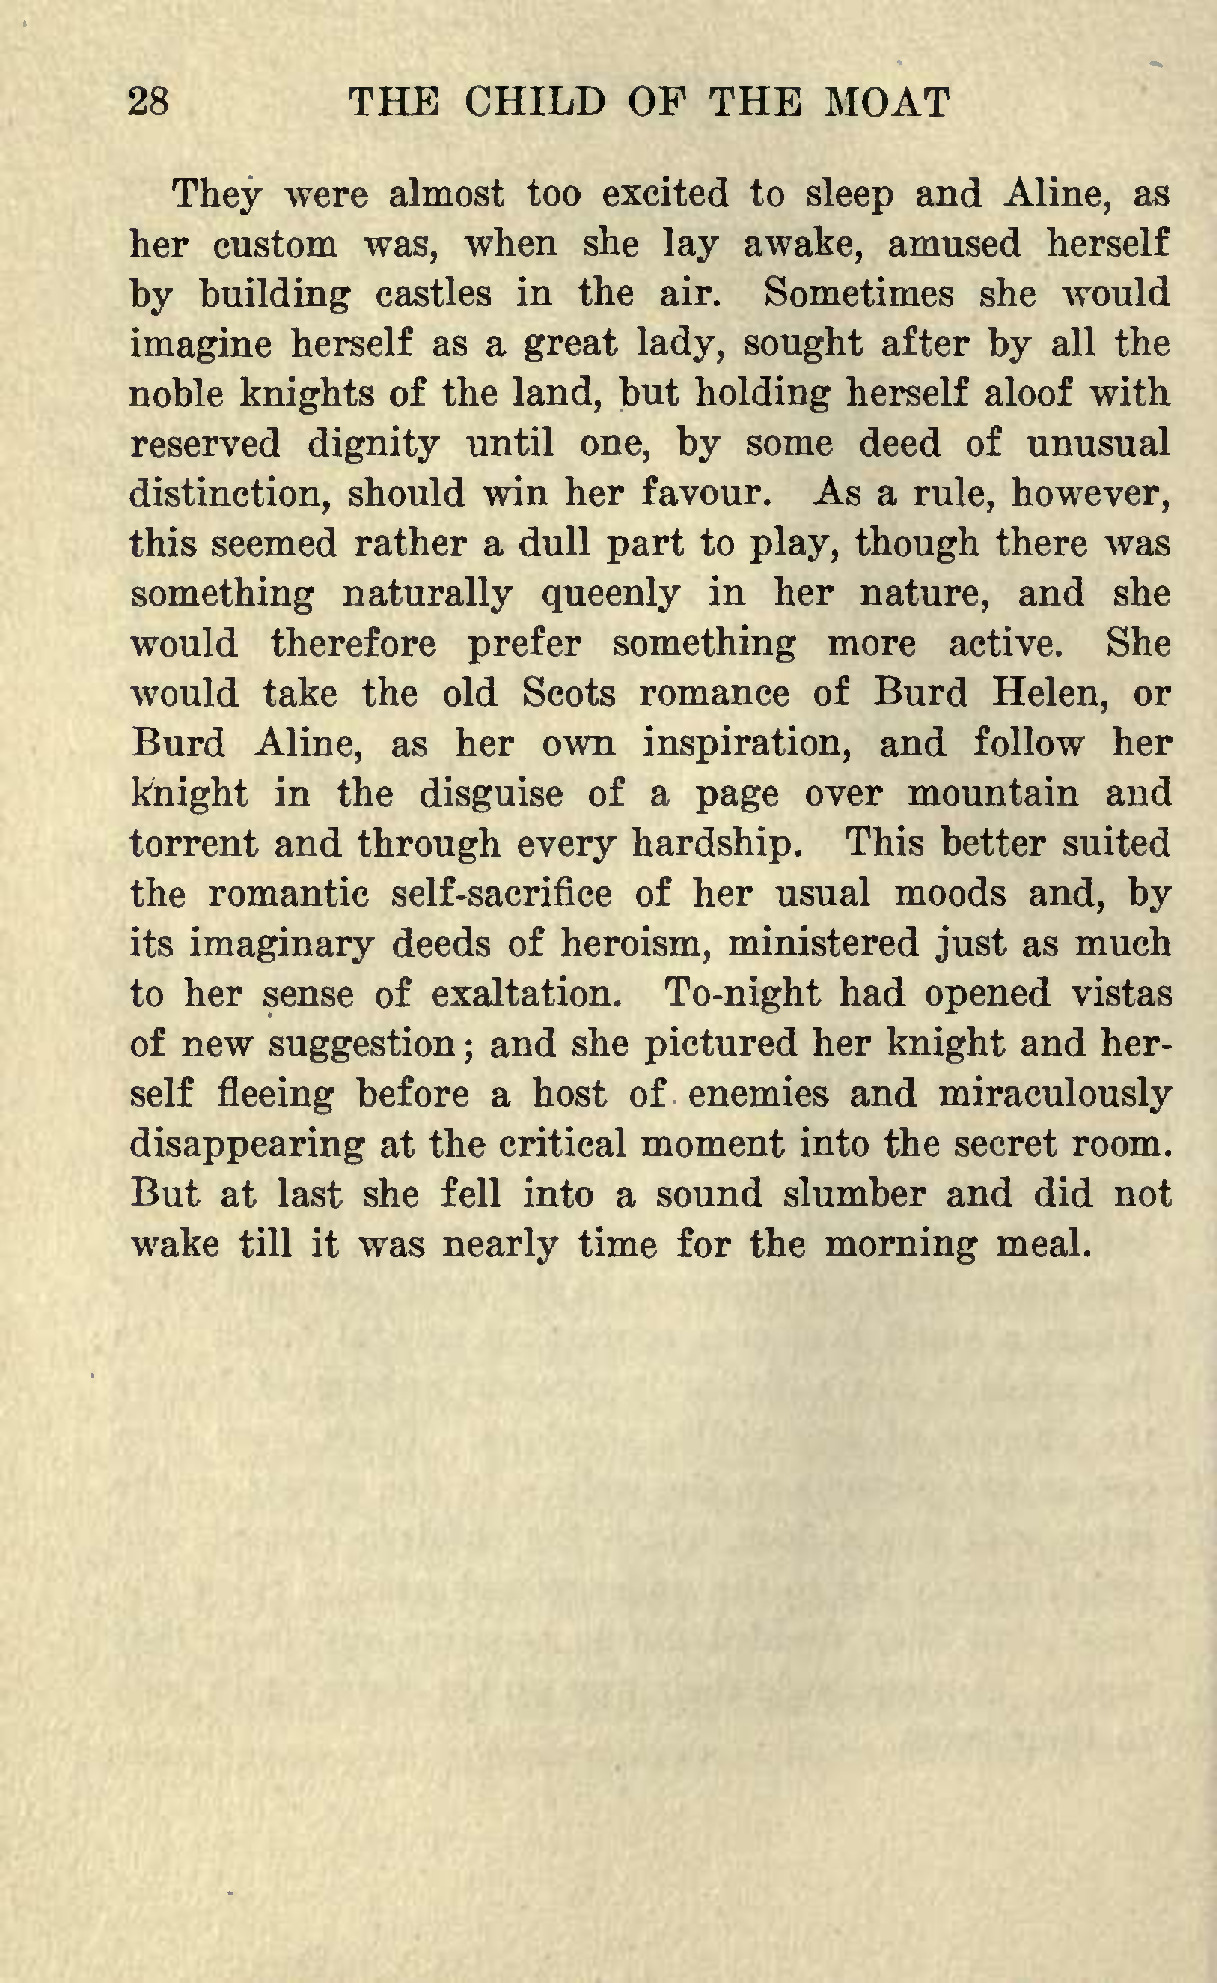 28 THE CHILD OF THE MOAT
They were almost too excited to sleep and Aline, as
her custom was, when she lay awake, amused herself
by building castles in the air. Sometimes she would
imagine herself as a great lady, sought after by all the
noble knights of the land, but holding herself aloof with
reserved dignity until one, by some deed of unusual
distinction, should win her favour. As a rule, however,
this seemed rather a dull part to play, though there was
something naturally queenly in her nature, and she
would therefore prefer something more active. She
would take the old Scots romance of Burd Helen, or
Burd Aline, as her own inspiration, and follow her
knight in the disguise of a page over mountain and
torrent and through every hardship. This better suited
the romantic self-sacrifice of her usual moods and, by
its imaginary deeds of heroism, ministered just as much
to her sense of exaltation. To-night had opened vistas
of new suggestion; and she pictured her knight and her-
self fleeing before a host of enemies and miraculously
disappearing at the critical moment into the secret room.
But at last she fell into a sound slumber and did not
wake till it was nearly time for the morning meal.